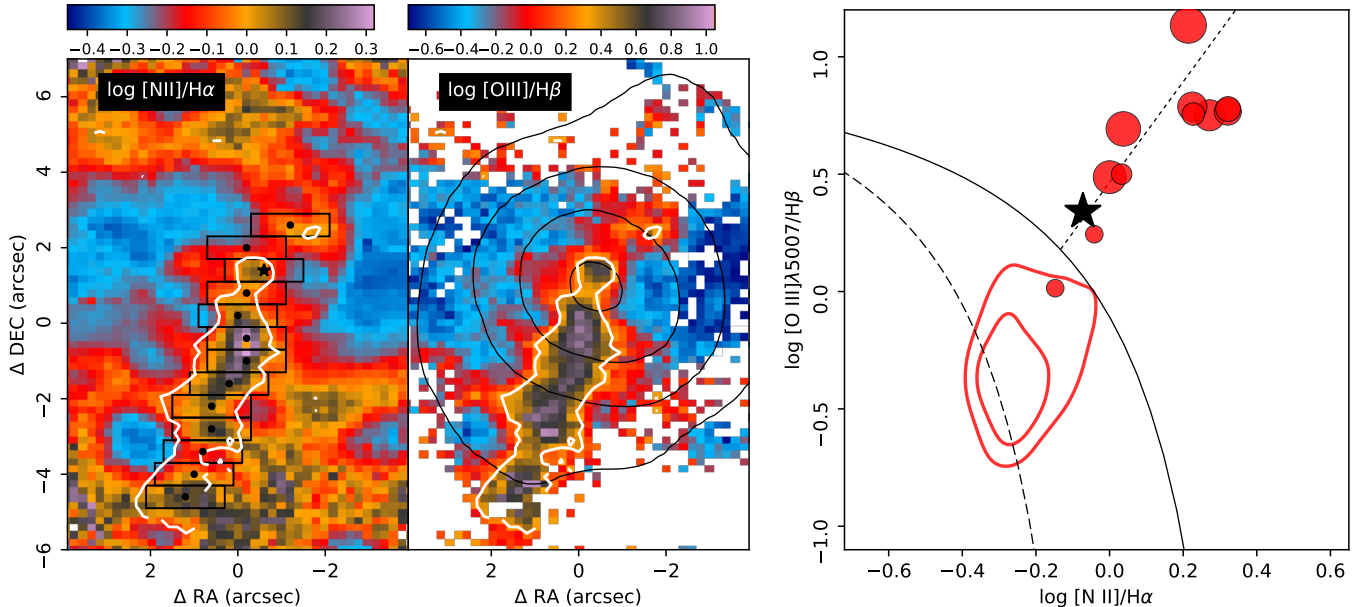 −0.4 −0.3 −0.2 −0.1 0.0 0.1 0.2 0.3
−0.6 −0.4 −0.2 0.0 0.2 0.4 0.6 0.8 1.0
log [NII]/Hα
log [OIII]/Hβ
6
4
2
0
−2
−4
−6
Δ DEC (arcsec)
2 0 −2
Δ RA (arcsec)
2 0 −2
Δ RA (arcsec)
1.0
0.5
0.0
−0.5
−1.0
log [O III]λ5007/Hβ
−0.6 −0.4 −0.2 0.0 0.2 0.4 0.6
log [N II]/Hα